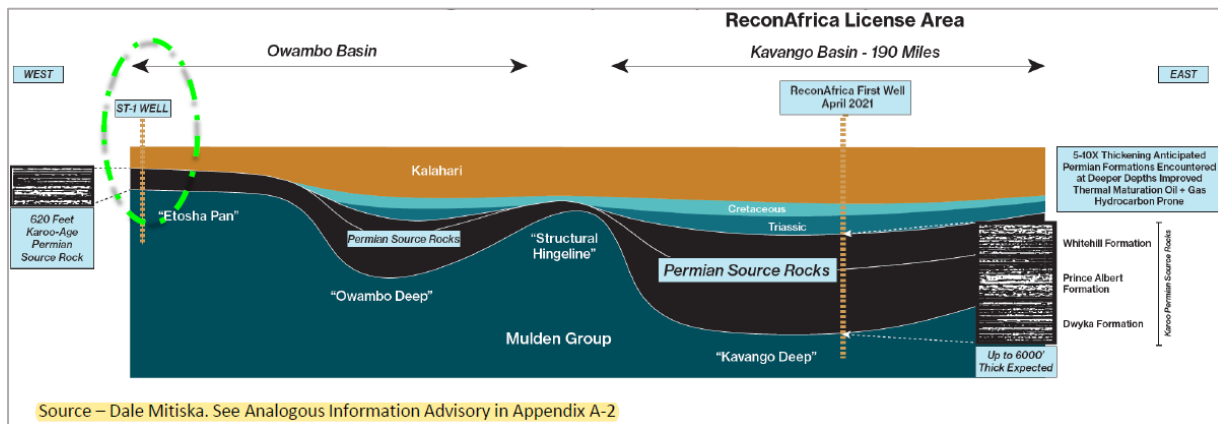 ReconAfrica License Area
Owambo Basin
Kavango Basin - 190 Miles
WEST
EAST
ST-1 WELL
ReconAfrica First Well
April 2021
Kalahari
5-10X Thickening Anticipated
Permian Formations Encountered
at Deeper Depths Improved
Thermal Maturation Oil + Gas
Hydrocarbon Prone
620 Feet
Karoo-Age
Permian
Source Rock
"Etosha Pan"
Cretaceous
Triassic
Permian Source Rocks
"Structural
Hingeline"
Permian Source Rocks
Whitehill Formation
Prince Albert
Formation
Dwyka Formation
Karoo Permian Source Rocks
"Owambo Deep"
Mulden Group
"Kavango Deep"
Up to 6000'
Thick Expected
Source – Dale Mitiska. See Analogous Information Advisory in Appendix A-2